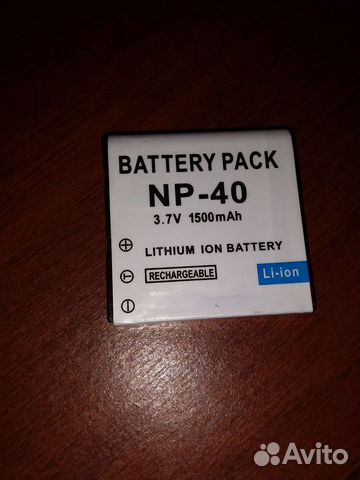 BATTERY PACK
NP-40
3.7V 1500mAh
LITHIUM ION BATTERY
RECHARGEABLE
Li-ion
Avito